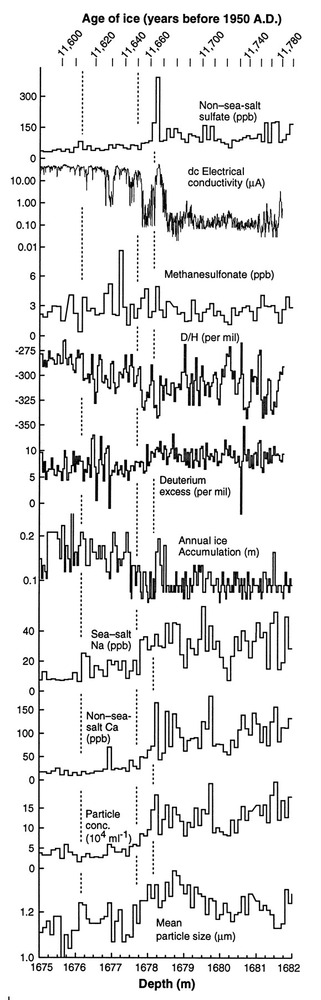 Age of ice (years before 1950 A.D.)
11,600 11,620 11,640 11,660 11,700 11,740 11,780
300
150
0
Non–sea-salt
sulfate (ppb)
10.00
1.00
0.10
0.01
dc Electrical
conductivity (μA)
6
3
0
Methanesulfonate (ppb)
D/H (per mil)
-275
-300
-325
-350
10
5
0
Deuterium
excess (per mil)
0.2
0.1
Annual ice
Accumulation (m)
40
20
0
Sea–salt
Na (ppb)
150
100
50
0
Non–sea-
salt Ca
(ppb)
15
10
5
0
Particle
conc.
(10⁴ ml⁻¹)
1.2
1.0
Mean
particle size (μm)
1675 1676 1677 1678 1679 1680 1681 1682
Depth (m)